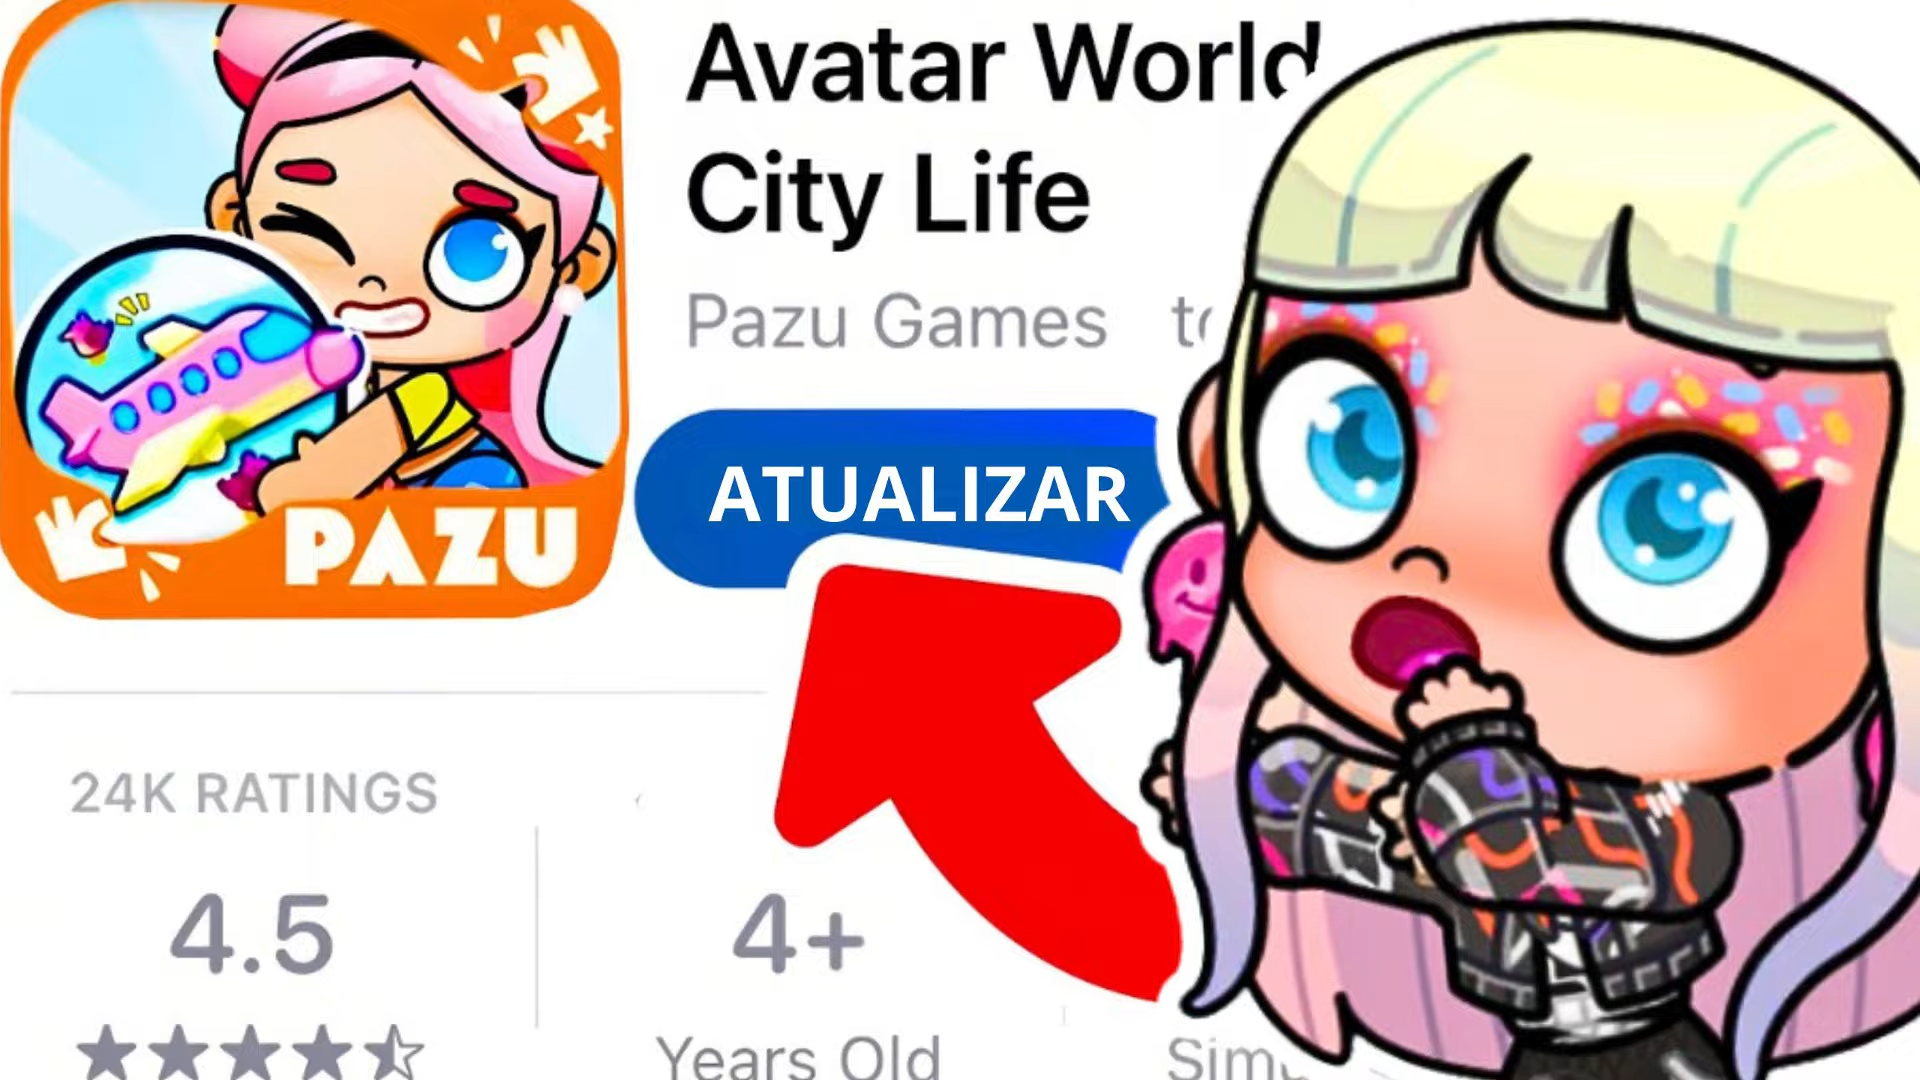 Avatar World
City Life
Pazu Games
ATUALIZAR
PAZU
24K RATINGS
4.5
4+
Years Old